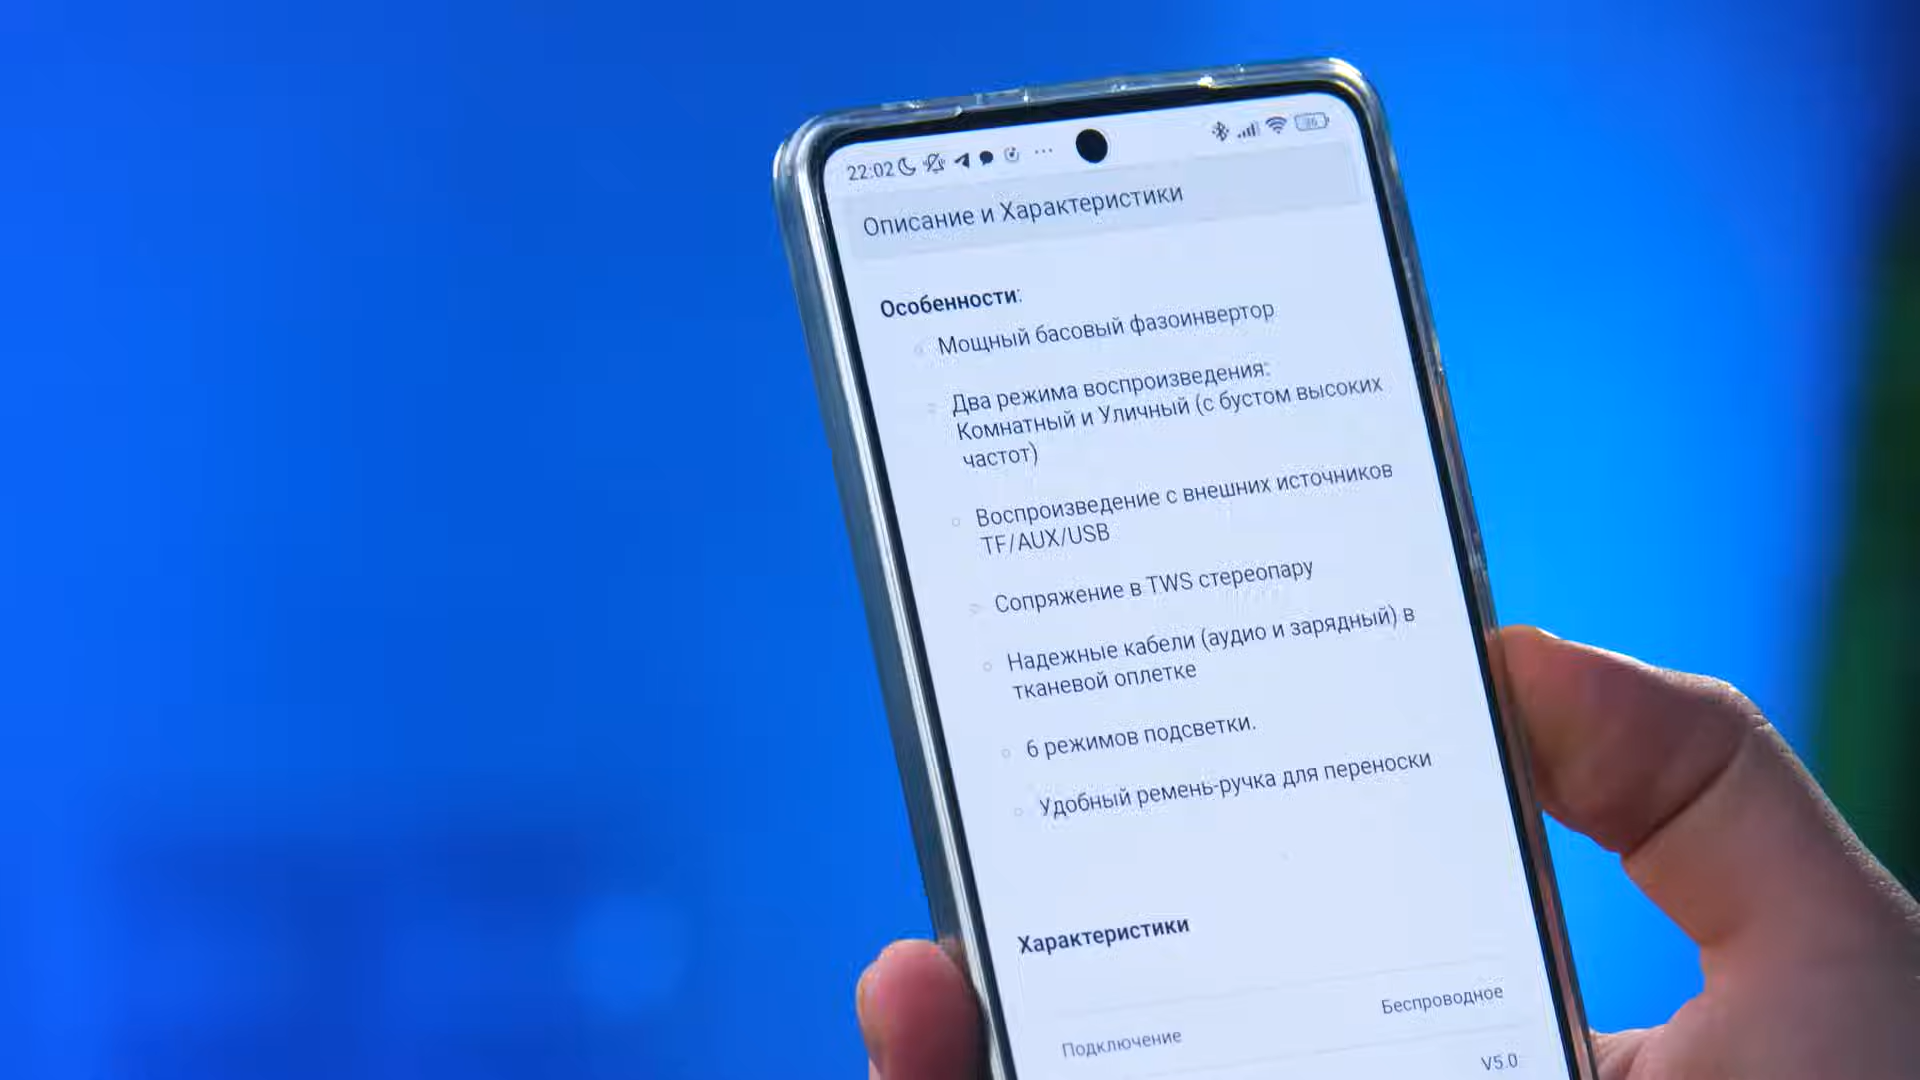 22:02
Описание и Характеристики
Особенности:
Мощный басовый фазоинвертор
Два режима воспроизведения:
Комнатный и Уличный (с бустом высоких
частот)
Воспроизведение с внешних источников
TF/AUX/USB
Сопряжение в TWS стереопару
Надежные кабели (аудио и зарядный) в
тканевой оплетке
6 режимов подсветки.
Удобный ремень-ручка для переноски
Характеристики
Подключение Беспроводное
V5.0